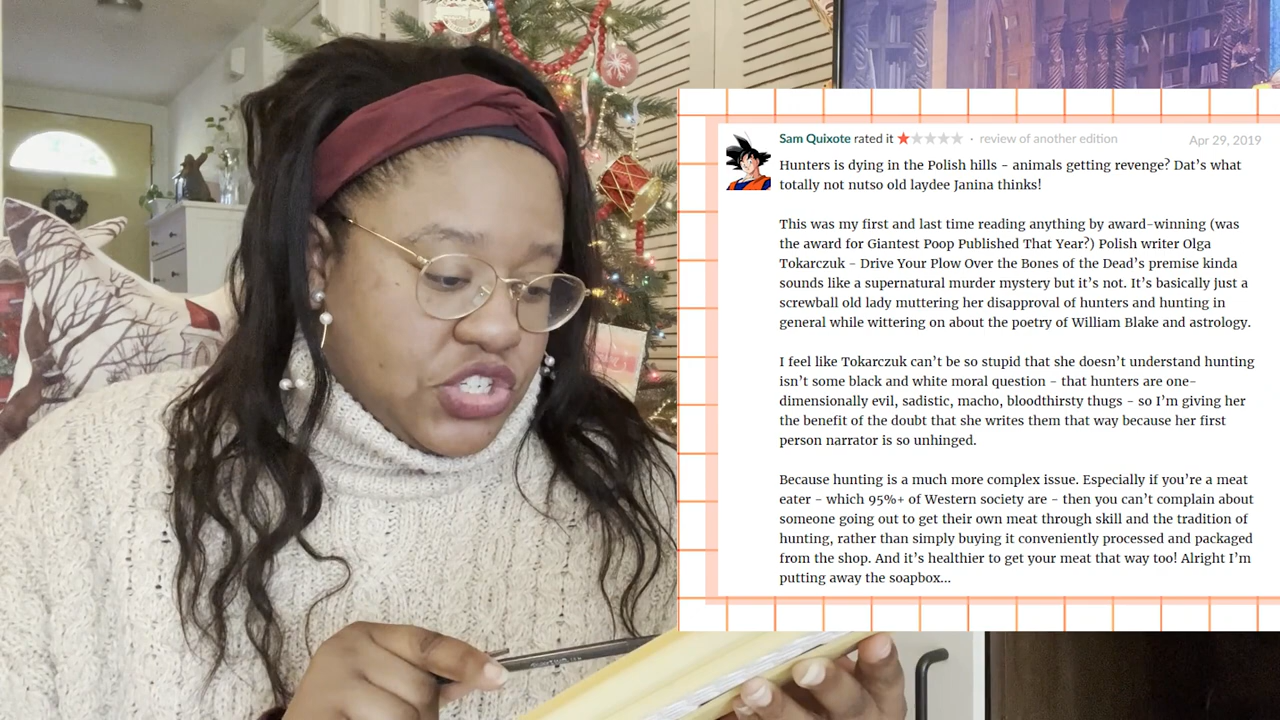 Sam Quixote rated it · review of another edition Apr 29, 2019
Hunters is dying in the Polish hills - animals getting revenge? Dat's what
totally not nutso old laydee Janina thinks!
This was my first and last time reading anything by award-winning (was
the award for Giantest Poop Published That Year?) Polish writer Olga
Tokarczuk - Drive Your Plow Over the Bones of the Dead's premise kinda
sounds like a supernatural murder mystery but it's not. It's basically just a
screwball old lady muttering her disapproval of hunters and hunting in
general while wittering on about the poetry of William Blake and astrology.
I feel like Tokarczuk can't be so stupid that she doesn't understand hunting
isn't some black and white moral question - that hunters are one-
dimensionally evil, sadistic, macho, bloodthirsty thugs - so I'm giving her
the benefit of the doubt that she writes them that way because her first
person narrator is so unhinged.
Because hunting is a much more complex issue. Especially if you're a meat
eater - which 95%+ of Western society are - then you can't complain about
someone going out to get their own meat through skill and the tradition of
hunting, rather than simply buying it conveniently processed and packaged
from the shop. And it's healthier to get your meat that way too! Alright I'm
putting away the soapbox...